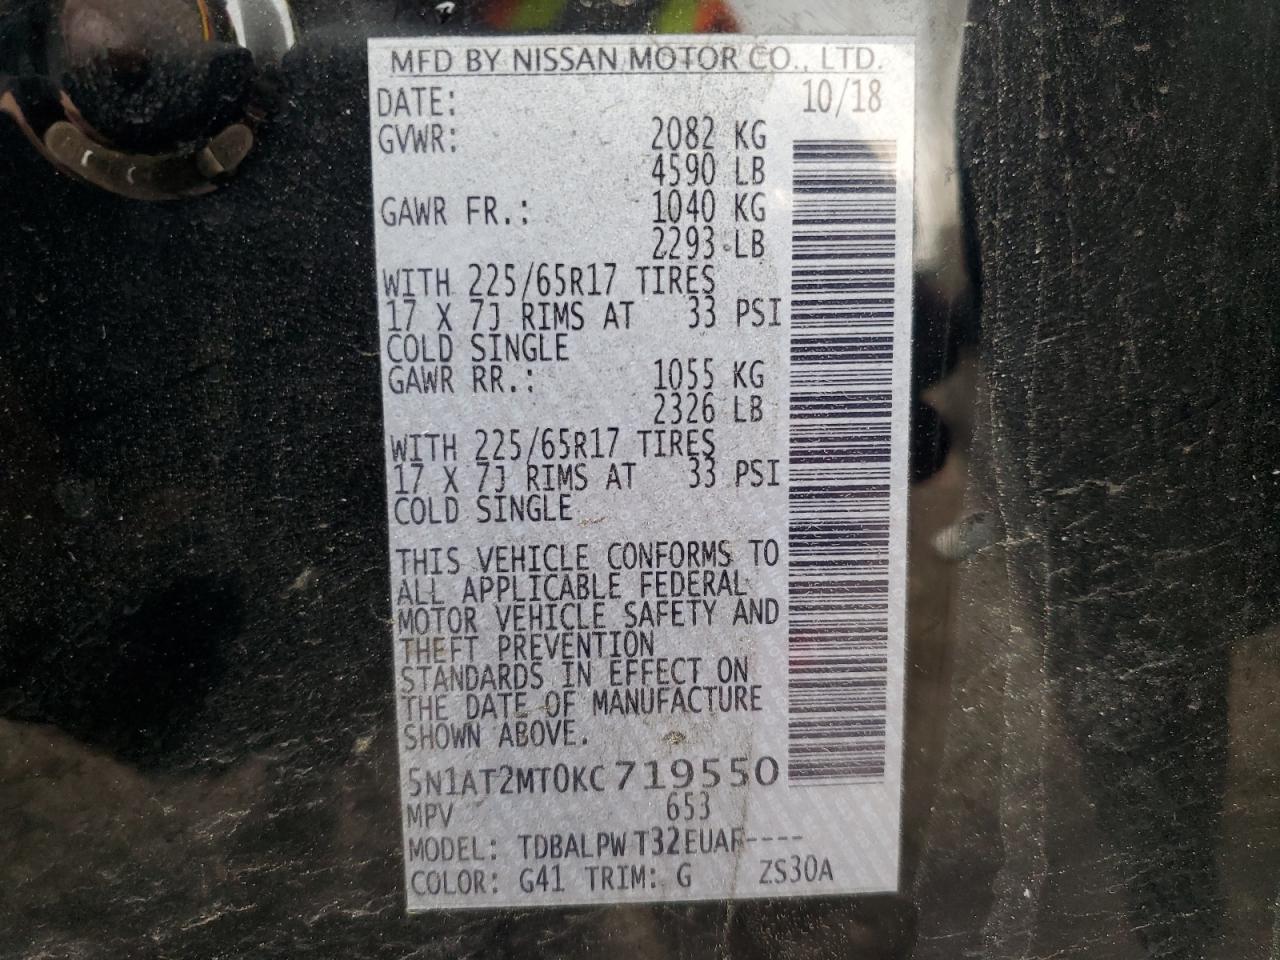 MFD BY NISSAN MOTOR CO., LTD.
DATE: 10/18
GVWR: 2082 KG
4590 LB
GAWR FR.: 1040 KG
2293 LB
WITH 225/65R17 TIRES
17 X 7J RIMS AT 33 PSI
COLD SINGLE
GAWR RR.: 1055 KG
2326 LB
WITH 225/65R17 TIRES
17 X 7J RIMS AT 33 PSI
COLD SINGLE
THIS VEHICLE CONFORMS TO
ALL APPLICABLE FEDERAL
MOTOR VEHICLE SAFETY AND
THEFT PREVENTION
STANDARDS IN EFFECT ON
THE DATE OF MANUFACTURE
SHOWN ABOVE.
5N1AT2MT0KC719550
MPV 653
MODEL: TDBALPW T32EUAF----
COLOR: G41 TRIM: G ZS30A